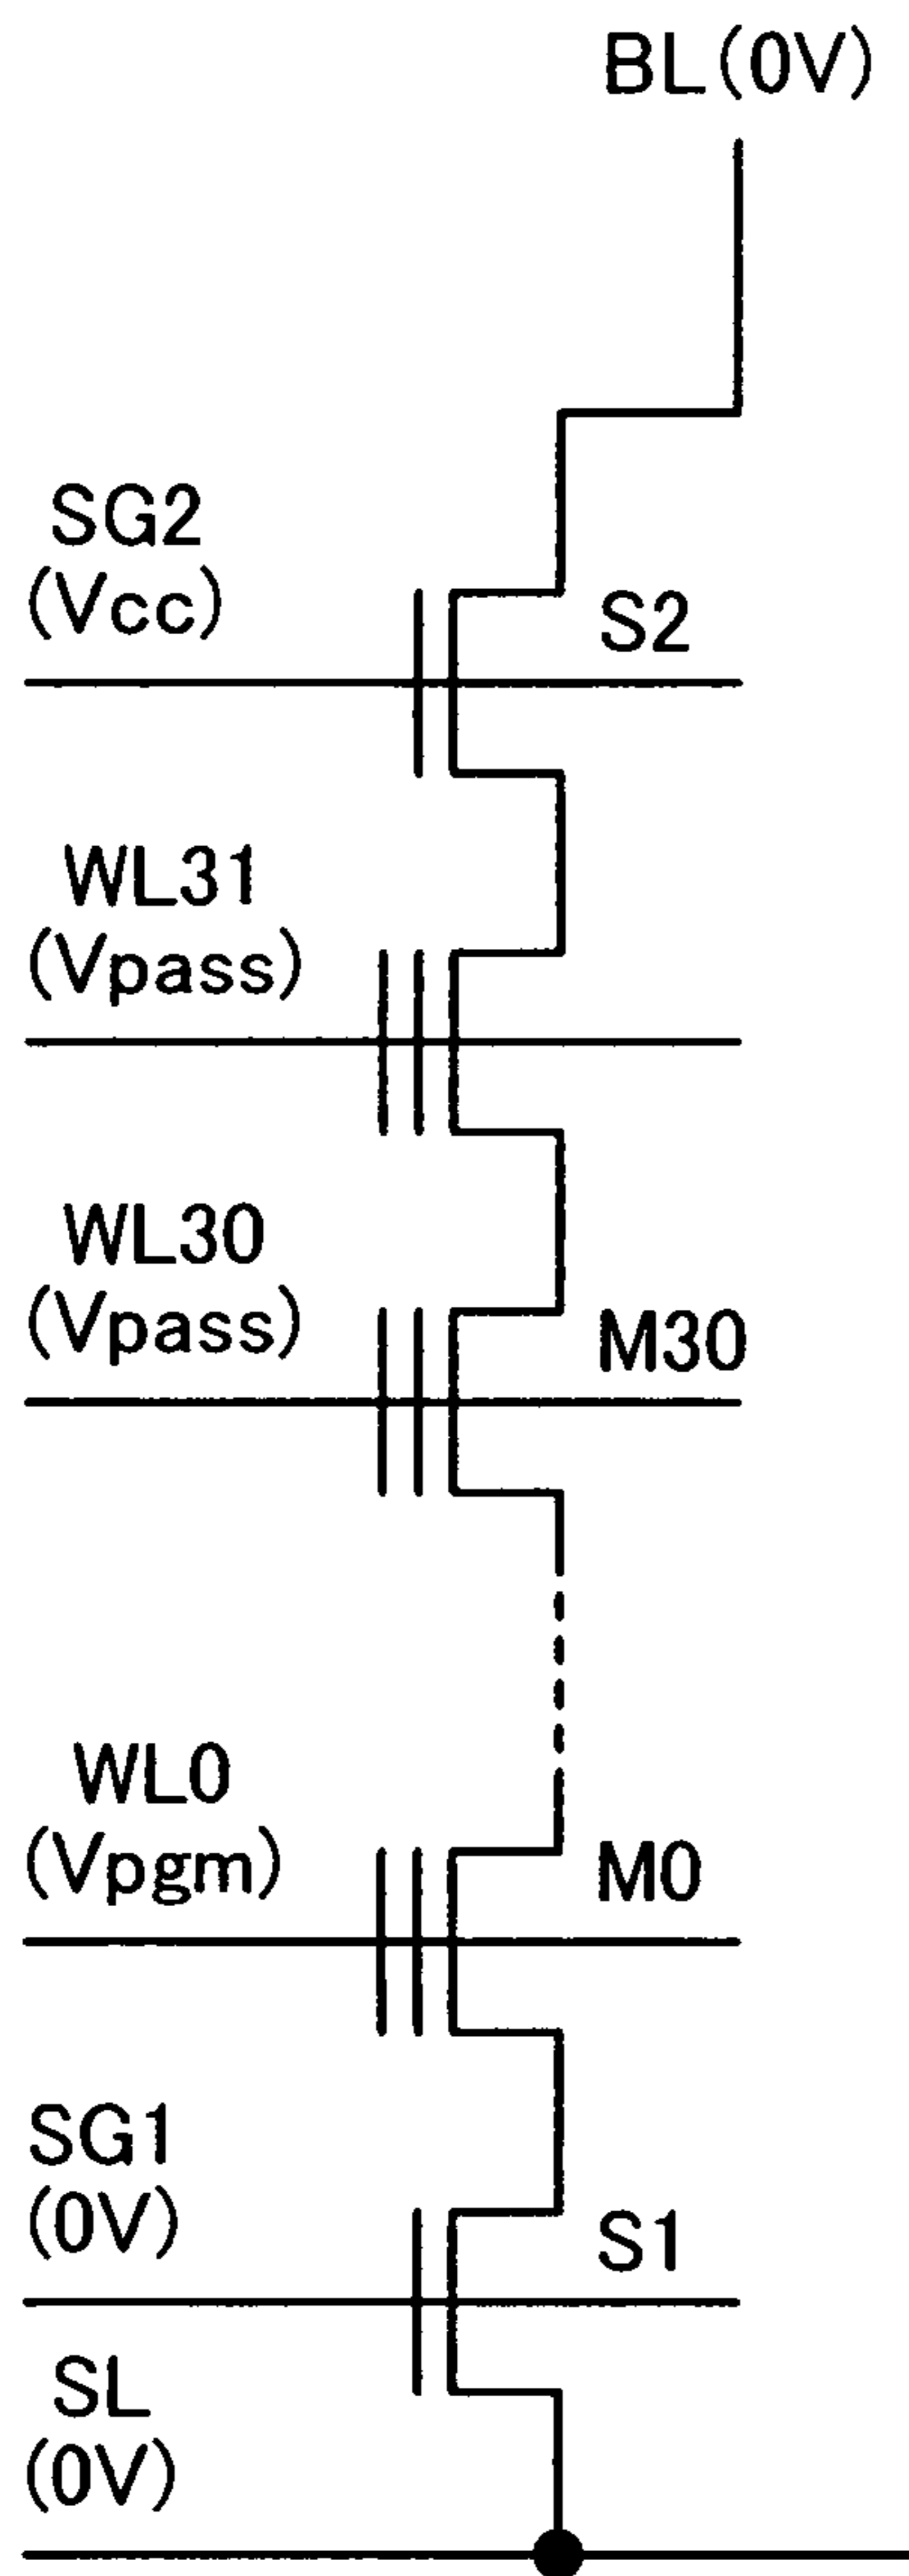 BL(0V)
SG2
(Vcc)
S2
WL31
(Vpass)
WL30
(Vpass)
M30
WL0
(Vpgm)
M0
SG1
(0V)
S1
SL
(0V)